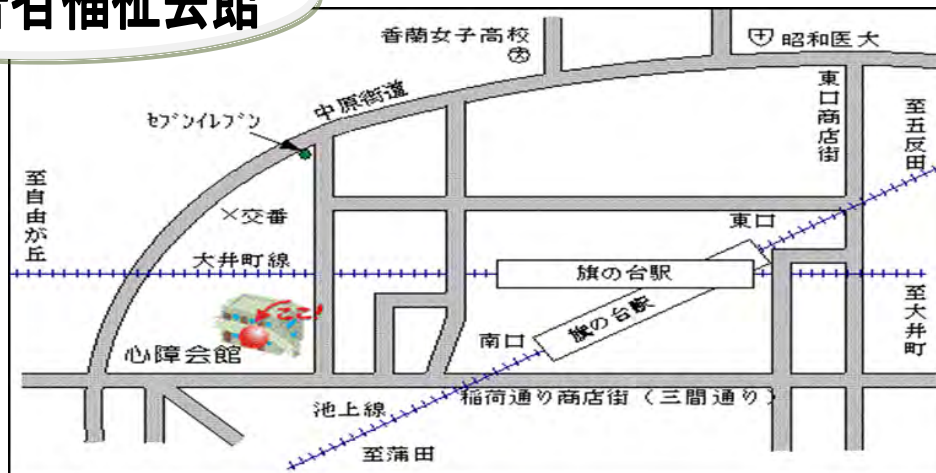 者福祉会館
香蘭女子高校
昭和医大
中原街道
東口商店街
至五反田
ｾﾌﾞﾝｲﾚﾌﾞﾝ
至自由が丘
×交番
東口
大井町線
旗の台駅
旗の台駅
ここ!
至大井町
南口
心障会館
稲荷通り商店街（三間通り）
池上線
至蒲田